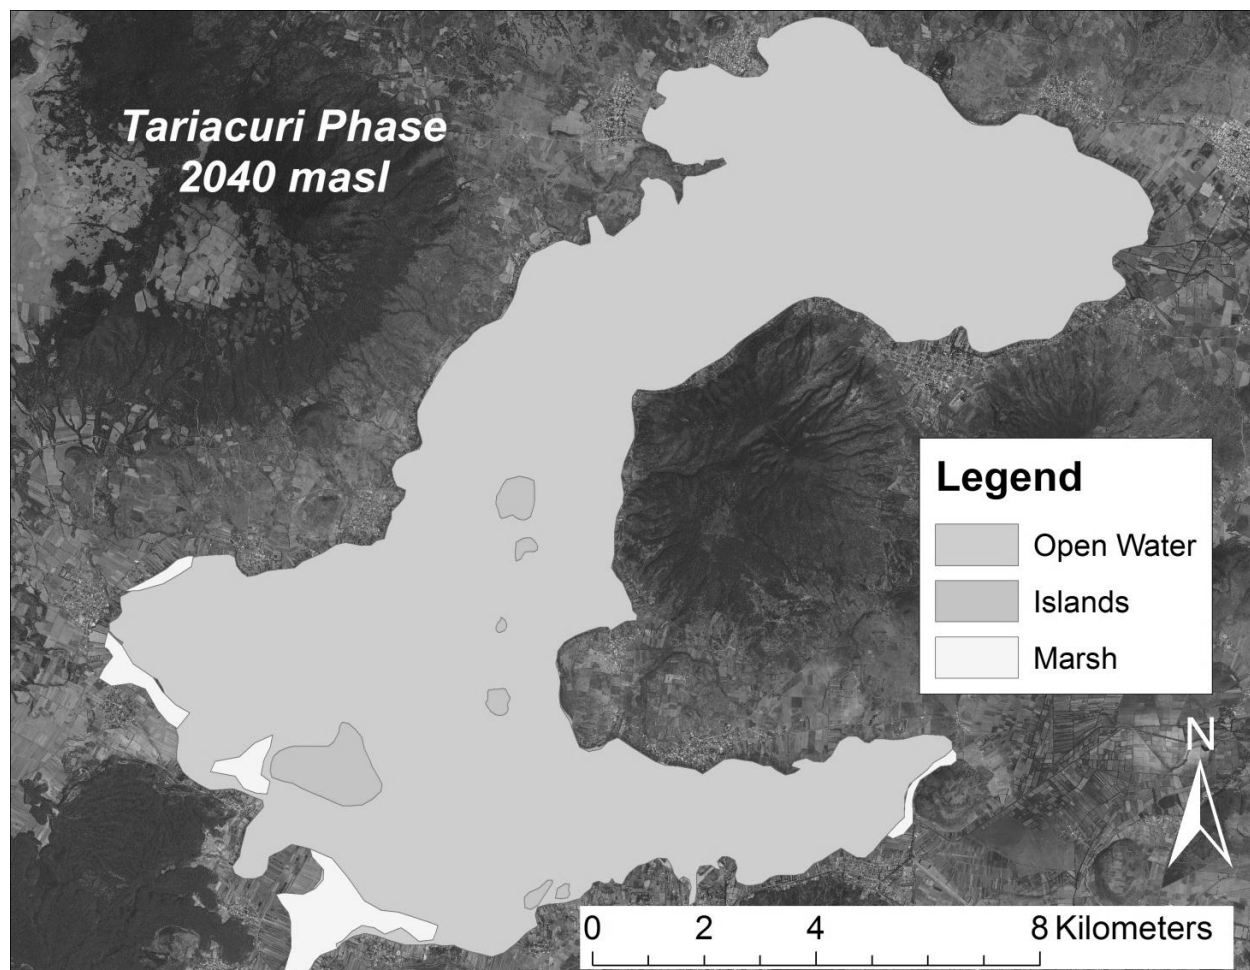 Tariacuri Phase
2040 masl
Legend
Open Water
Islands
Marsh
N
0 2 4 8 Kilometers